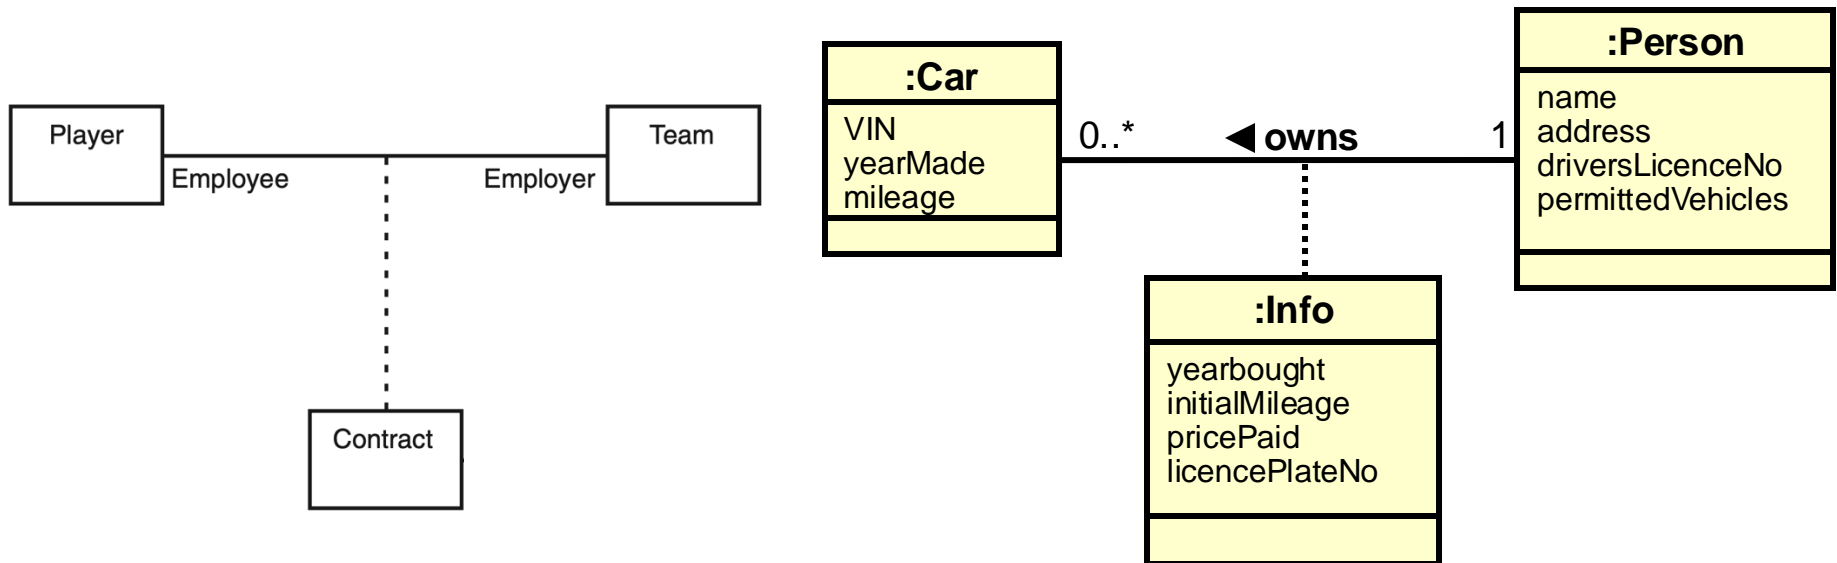 Player
Team
Employee
Employer
Contract
:Car
VIN
yearMade
mileage
0..*
◀ owns
1
:Person
name
address
driversLicenceNo
permittedVehicles
:Info
yearbought
initialMileage
pricePaid
licencePlateNo